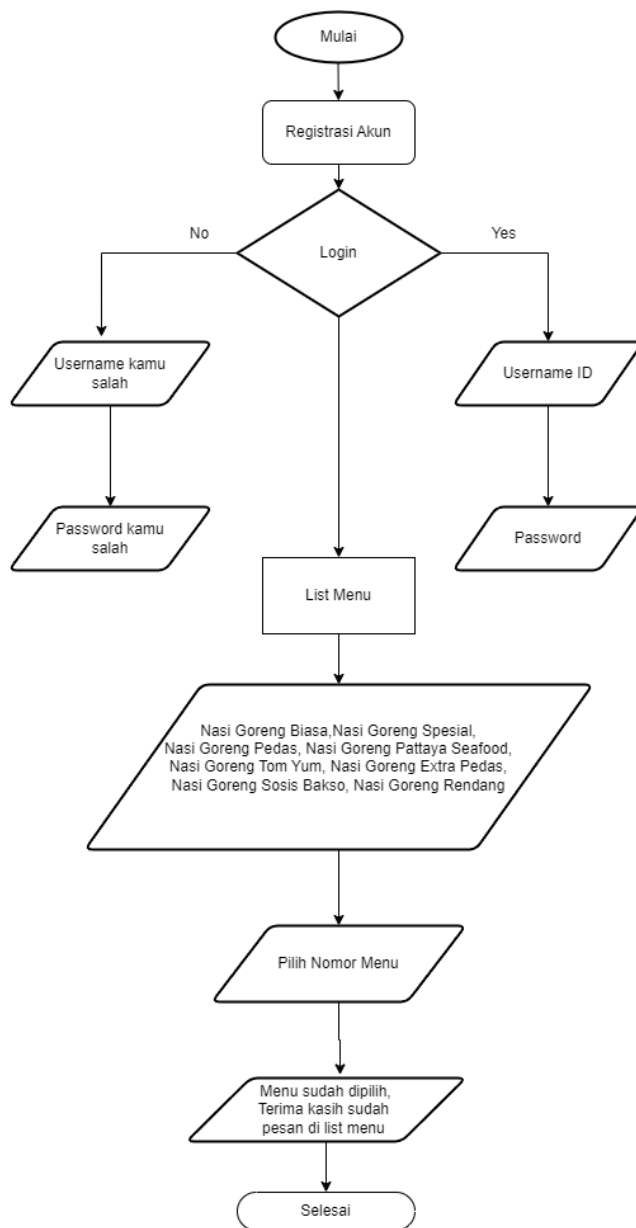 Mulai
Registrasi Akun
No
Login
Yes
Username kamu
salah
Username ID
Password kamu
salah
Password
List Menu
Nasi Goreng Biasa,Nasi Goreng Spesial,
Nasi Goreng Pedas, Nasi Goreng Pattaya Seafood,
Nasi Goreng Tom Yum, Nasi Goreng Extra Pedas,
Nasi Goreng Sosis Bakso, Nasi Goreng Rendang
Pilih Nomor Menu
Menu sudah dipilih,
Terima kasih sudah
pesan di list menu
Selesai